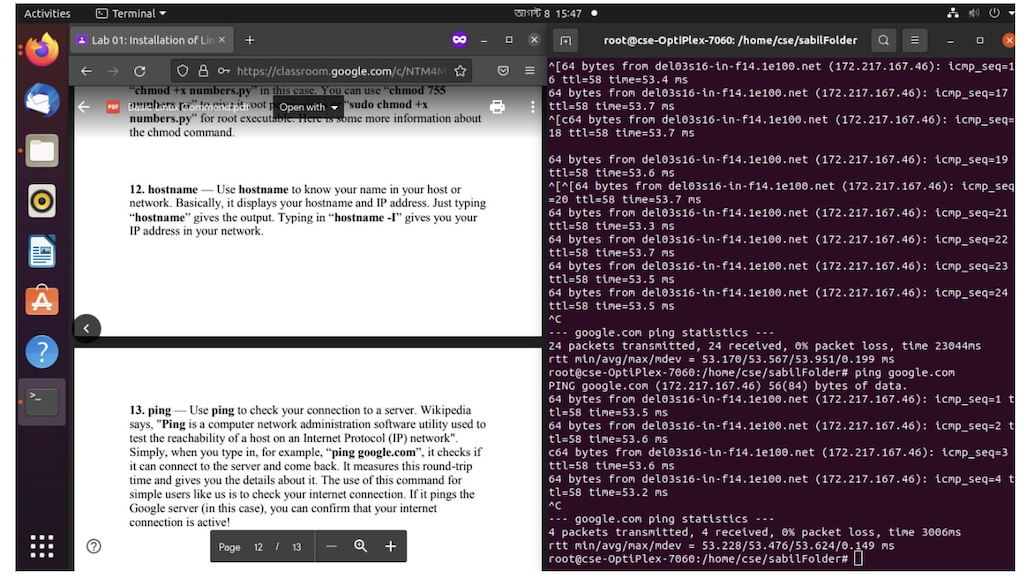 Activities
Terminal
আগস্ট 8 15:47
Lab 01: Installation of Lin
https://classroom.google.com/c/NTM4M
"chmod +x numbers.py" in this case. You can use "chmod 755
Basic Linux Command.pdf
Open with
"sudo chmod +x
numbers.py" for root executable. Here is some more information about
the chmod command.
12. hostname — Use hostname to know your name in your host or
network. Basically, it displays your hostname and IP address. Just typing
"hostname" gives the output. Typing in "hostname -I" gives you your
IP address in your network.
13. ping — Use ping to check your connection to a server. Wikipedia
says, "Ping is a computer network administration software utility used to
test the reachability of a host on an Internet Protocol (IP) network".
Simply, when you type in, for example, "ping google.com", it checks if
it can connect to the server and come back. It measures this round-trip
time and gives you the details about it. The use of this command for
simple users like us is to check your internet connection. If it pings the
Google server (in this case), you can confirm that your internet
connection is active!
Page 12 / 13
root@cse-OptiPlex-7060: /home/cse/sabilFolder
^[64 bytes from del03s16-in-f14.1e100.net (172.217.167.46): icmp_seq=1
6 ttl=58 time=53.4 ms
64 bytes from del03s16-in-f14.1e100.net (172.217.167.46): icmp_seq=17
ttl=58 time=53.7 ms
^[c64 bytes from del03s16-in-f14.1e100.net (172.217.167.46): icmp_seq=
18 ttl=58 time=53.7 ms
64 bytes from del03s16-in-f14.1e100.net (172.217.167.46): icmp_seq=19
ttl=58 time=53.6 ms
^[^[64 bytes from del03s16-in-f14.1e100.net (172.217.167.46): icmp_seq
=20 ttl=58 time=53.7 ms
64 bytes from del03s16-in-f14.1e100.net (172.217.167.46): icmp_seq=21
ttl=58 time=53.3 ms
64 bytes from del03s16-in-f14.1e100.net (172.217.167.46): icmp_seq=22
ttl=58 time=53.7 ms
64 bytes from del03s16-in-f14.1e100.net (172.217.167.46): icmp_seq=23
ttl=58 time=53.5 ms
64 bytes from del03s16-in-f14.1e100.net (172.217.167.46): icmp_seq=24
ttl=58 time=53.5 ms
^C
--- google.com ping statistics ---
24 packets transmitted, 24 received, 0% packet loss, time 23044ms
rtt min/avg/max/mdev = 53.170/53.567/53.951/0.199 ms
root@cse-OptiPlex-7060:/home/cse/sabilFolder# ping google.com
PING google.com (172.217.167.46) 56(84) bytes of data.
64 bytes from del03s16-in-f14.1e100.net (172.217.167.46): icmp_seq=1 t
tl=58 time=53.5 ms
64 bytes from del03s16-in-f14.1e100.net (172.217.167.46): icmp_seq=2 t
tl=58 time=53.6 ms
c64 bytes from del03s16-in-f14.1e100.net (172.217.167.46): icmp_seq=3
ttl=58 time=53.6 ms
64 bytes from del03s16-in-f14.1e100.net (172.217.167.46): icmp_seq=4 t
tl=58 time=53.2 ms
^C
--- google.com ping statistics ---
4 packets transmitted, 4 received, 0% packet loss, time 3006ms
rtt min/avg/max/mdev = 53.228/53.476/53.624/0.149 ms
root@cse-OptiPlex-7060:/home/cse/sabilFolder#